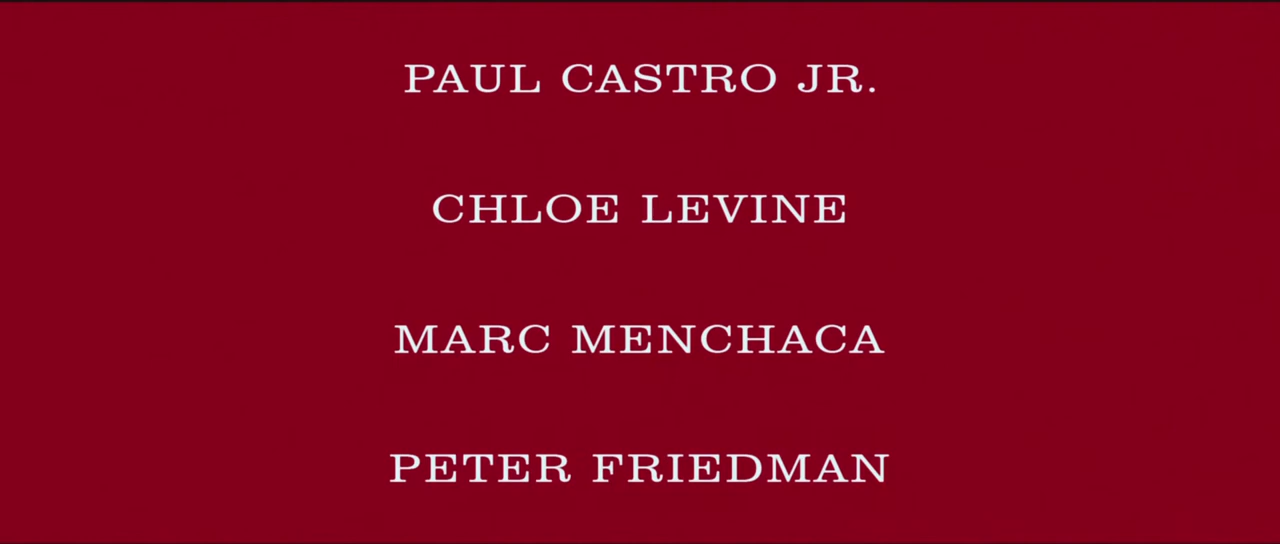 PAUL CASTRO JR.
CHLOE LEVINE
MARC MENCHACA
PETER FRIEDMAN